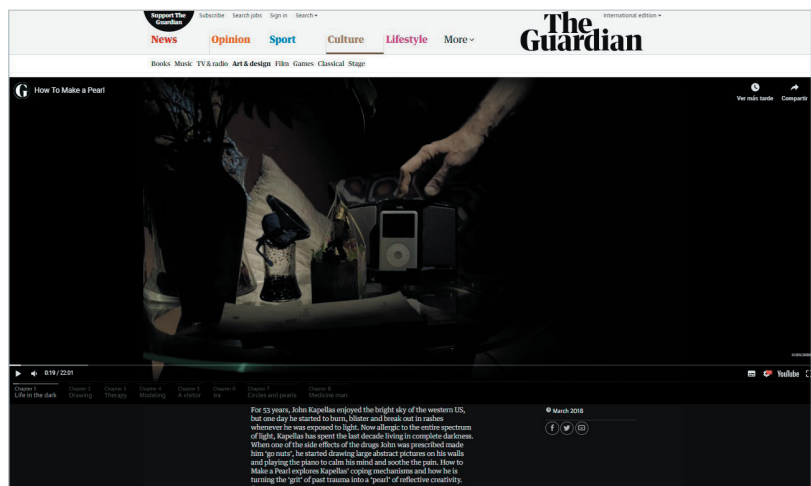 Support The
Guardian
Subscribe Search jobs Sign in Search
International edition
The
Guardian
News Opinion Sport Culture Lifestyle More
Books Music TV & radio Art & design Film Games Classical Stage
G How To Make a Pearl
Ver más tarde Compartir
SUBSCRIBE
0:19 / 22:01
YouTube
Chapter 1 Chapter 2 Chapter 3 Chapter 4 Chapter 5 Chapter 6 Chapter 7 Chapter 8
Life in the dark Drawing Therapy Modeling A visitor Ira Circles and pearls Medicine man
For 53 years, John Kapellas enjoyed the bright sky of the western US,
but one day he started to burn, blister and break out in rashes
whenever he was exposed to light. Now allergic to the entire spectrum
of light, Kapellas has spent the last decade living in complete darkness.
When one of the side effects of the drugs John was prescribed made
him ‘go nuts’, he started drawing large abstract pictures on his walls
and playing the piano to calm his mind and soothe the pain. How to
Make a Pearl explores Kapellas’ coping mechanisms and how he is
turning the ‘grit’ of past trauma into a ‘pearl’ of reflective creativity.
March 2018